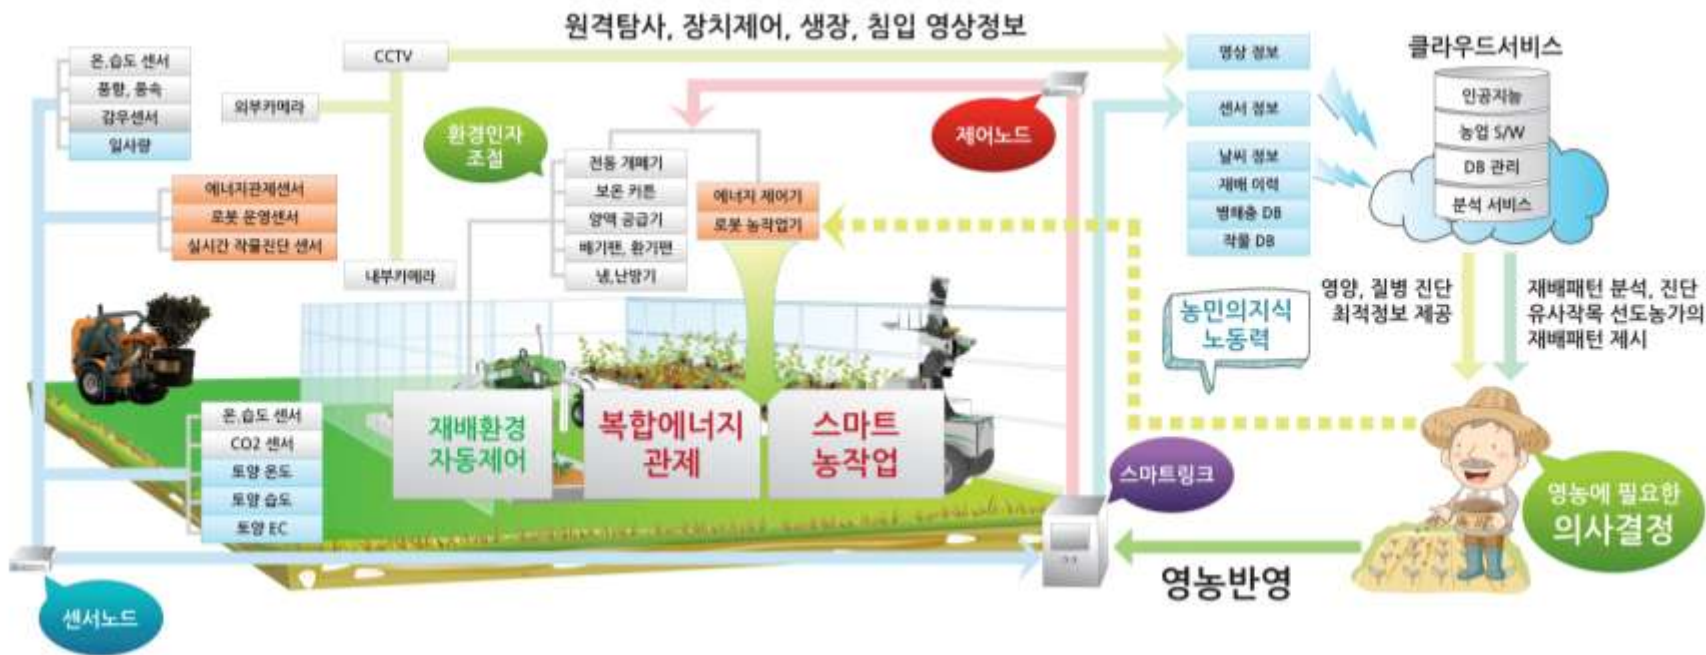 원격탐사, 장치제어, 생장, 침입 영상정보
온.습도 센서
풍향, 풍속
감우센서
일사량
CCTV
외부카메라
내부카메라
에너지관제센서
로봇 운영센서
실시간 작물진단 센서
환경인자
조절
전동 개폐기
보온 커튼
양액 공급기
배기팬, 환기팬
냉,난방기
에너지 제어기
로봇 농작업기
제어노드
영상 정보
센서 정보
날씨 정보
재배 이력
병해충 DB
작물 DB
클라우드서비스
인공지능
농업 S/W
DB 관리
분석 서비스
영양, 질병 진단
최적정보 제공
재배패턴 분석, 진단
유사작목 선도농가의
재배패턴 제시
농민의지식
노동력
온.습도 센서
CO2 센서
토양 온도
토양 습도
토양 EC
재배환경
자동제어
복합에너지
관제
스마트
농작업
스마트링크
영농에 필요한
의사결정
영농반영
센서노드